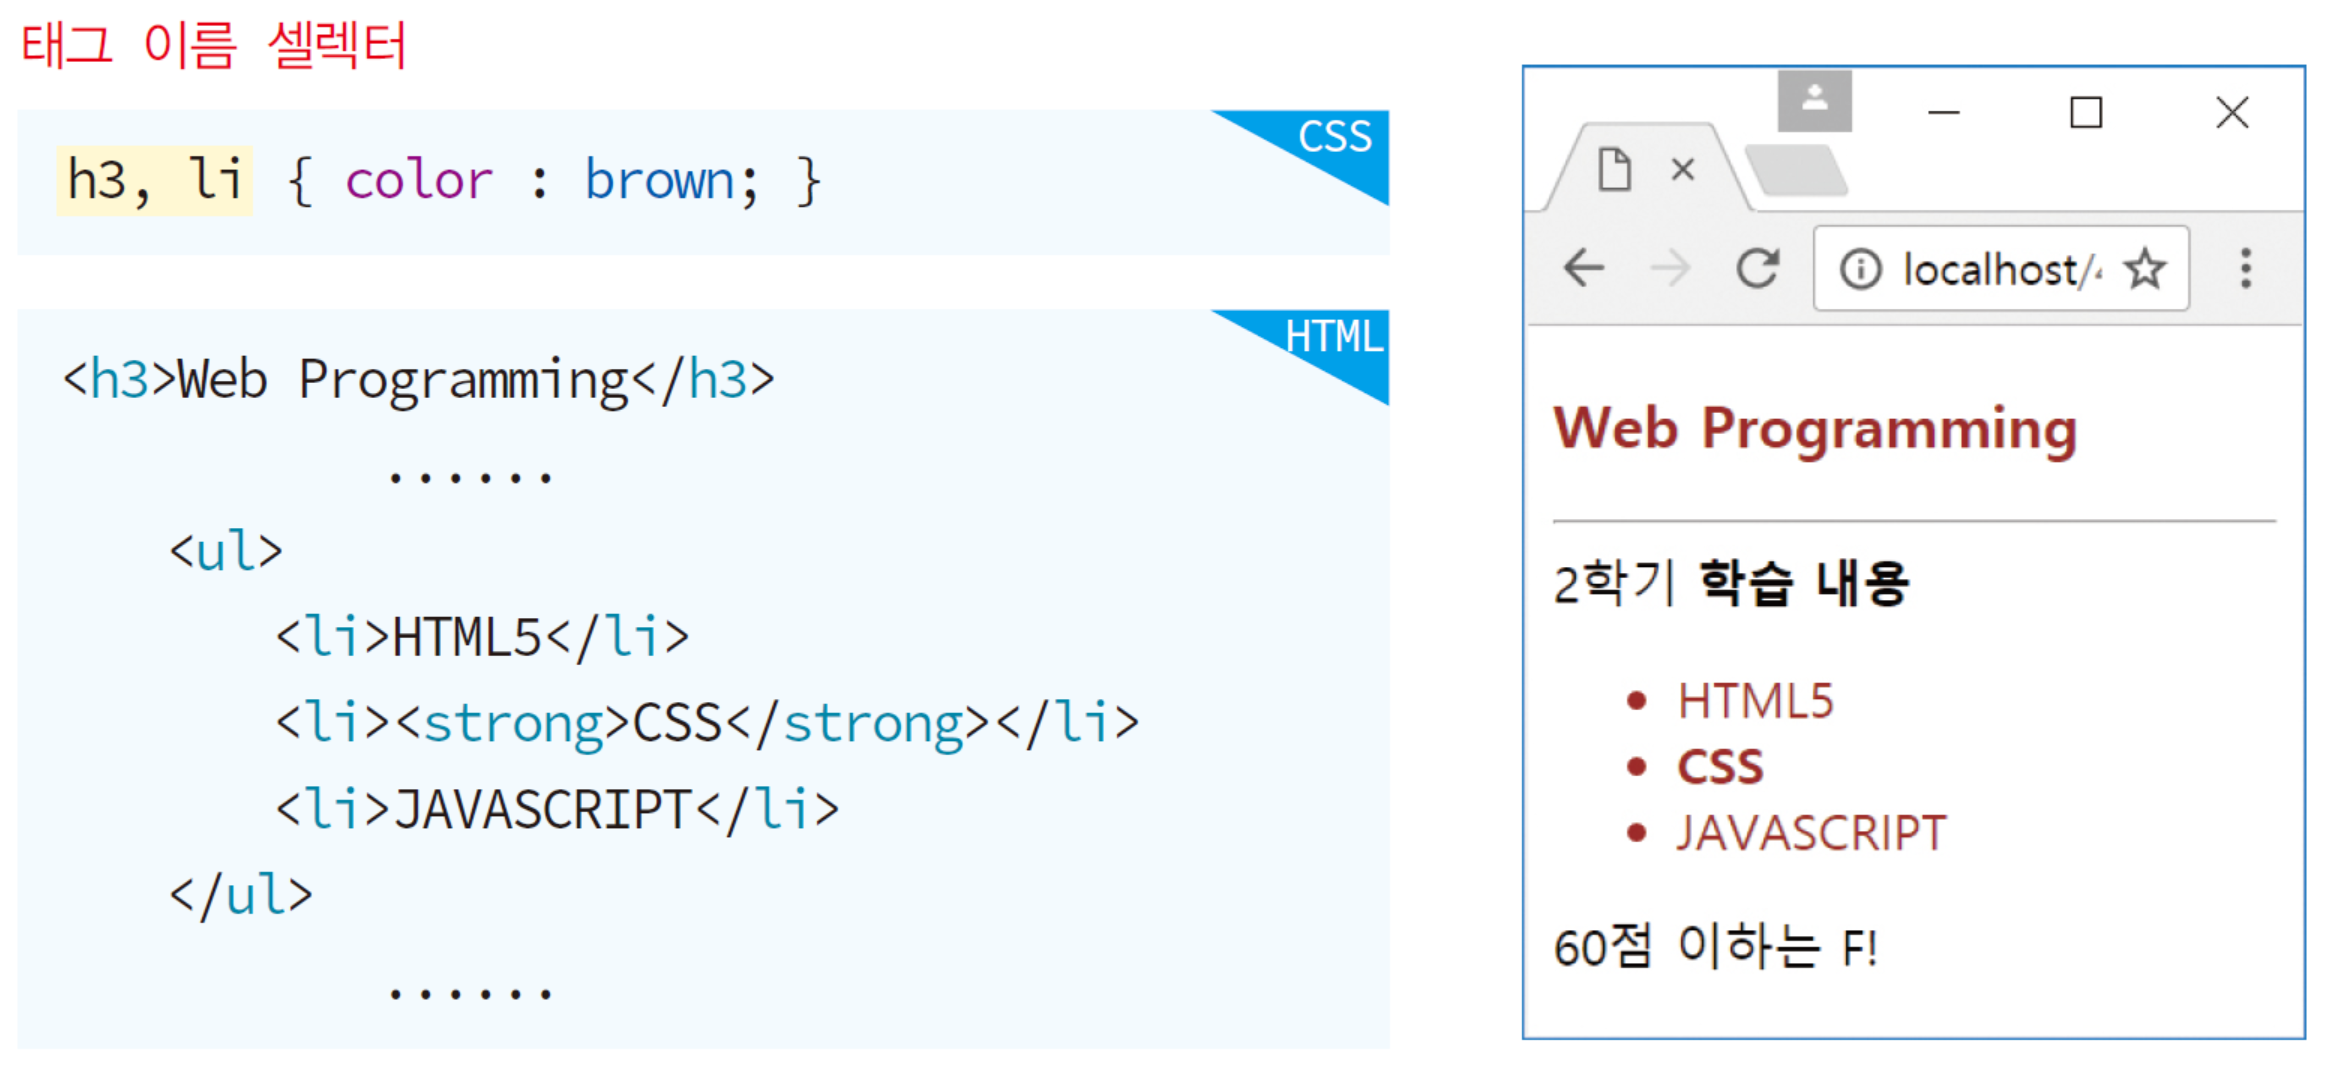 태그 이름 셀렉터
CSS
h3, li { color : brown; }
HTML
<h3>Web Programming</h3>
......
<ul>
<li>HTML5</li>
<li><strong>CSS</strong></li>
<li>JAVASCRIPT</li>
</ul>
......
localhost/
Web Programming
2학기 학습 내용
• HTML5
• CSS
• JAVASCRIPT
60점 이하는 F!